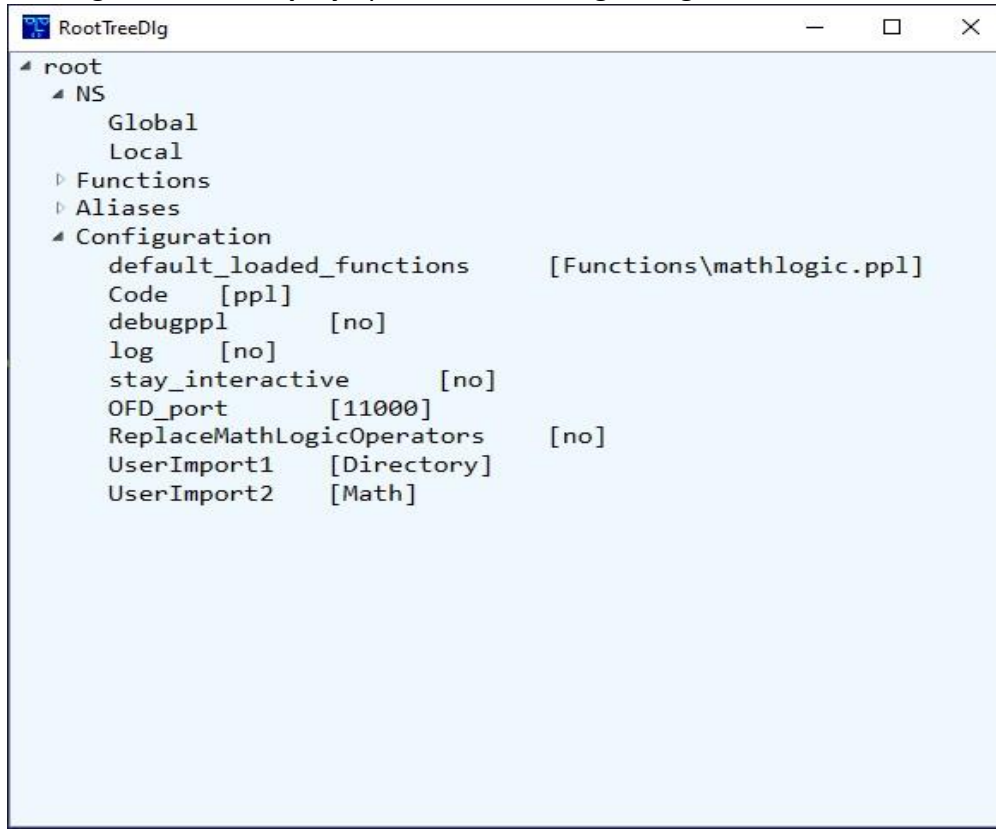 RootTreeDlg
root
NS
Global
Local
Functions
Aliases
Configuration
default_loaded_functions [Functions\mathlogic.ppl]
Code [ppl]
debugppl [no]
log [no]
stay_interactive [no]
OFD_port [11000]
ReplaceMathLogicOperators [no]
UserImport1 [Directory]
UserImport2 [Math]